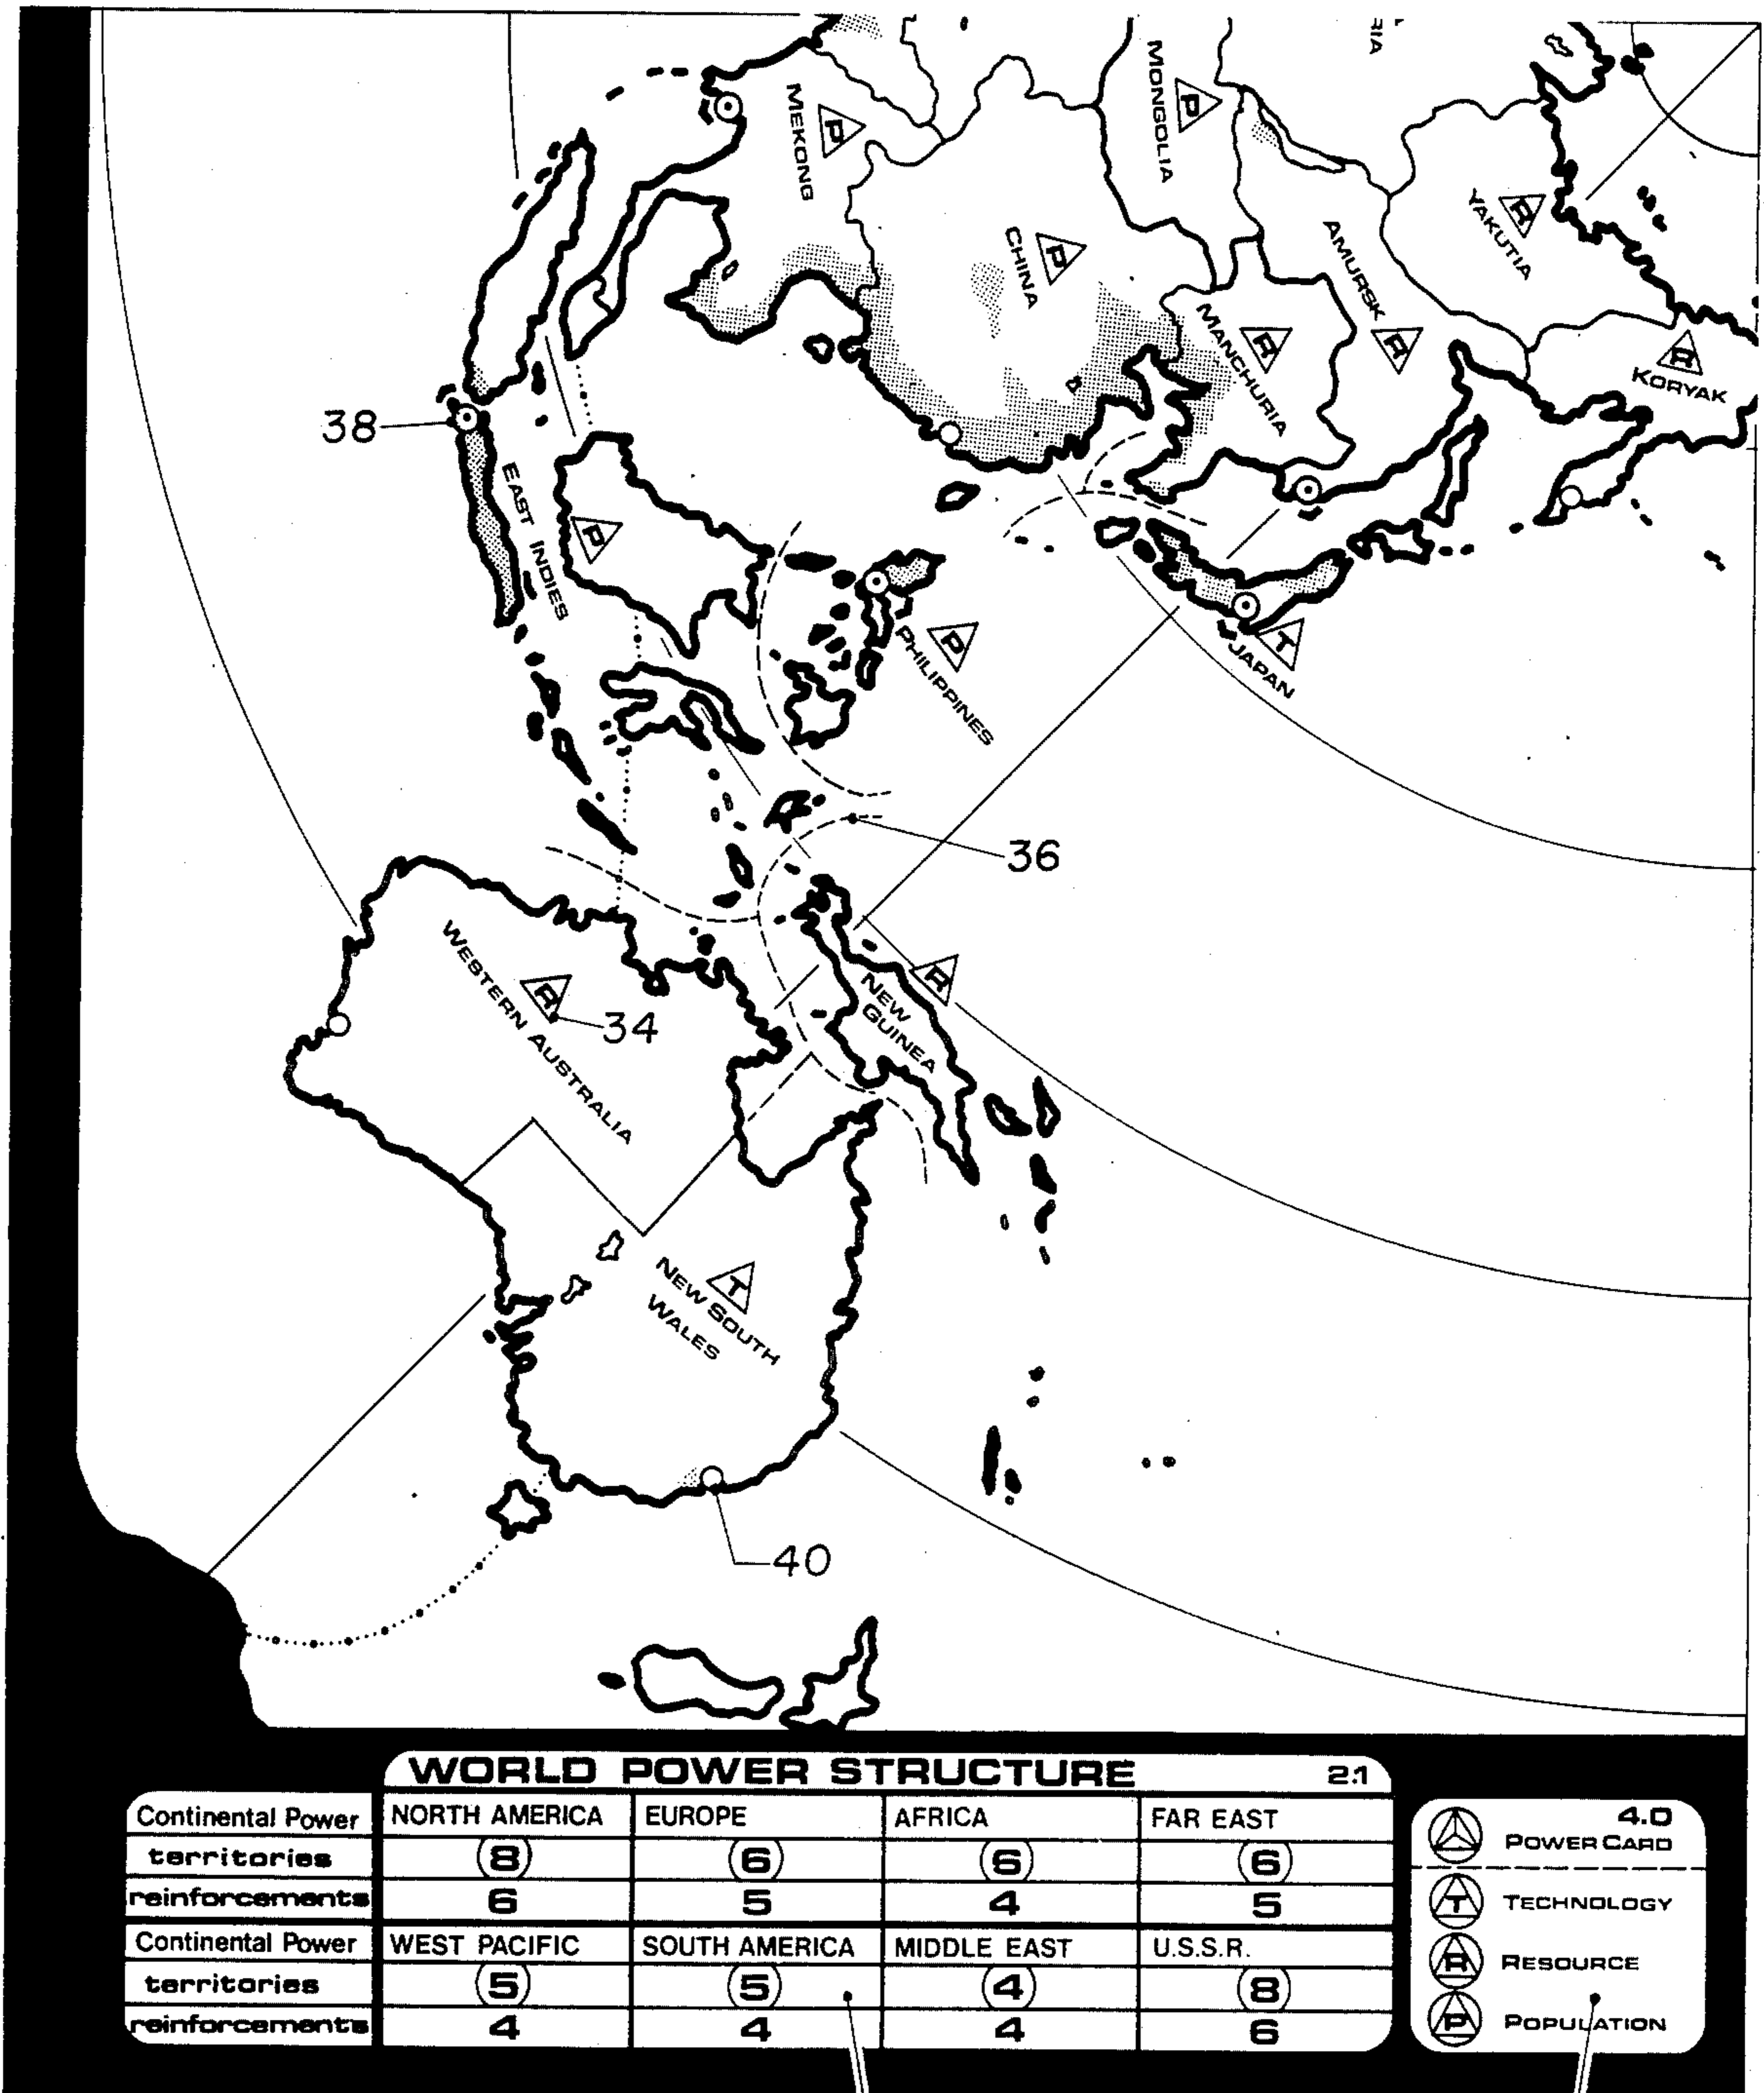 MONGOLIA
P
MEKONG
P
CHINA
P
YAKUTIA
R
AMURSK
R
MANCHURIA
R
KORYAK
R
38
EAST INDIES
P
PHILIPPINES
P
JAPAN
T
36
WESTERN AUSTRALIA
R
34
NEW
GUINEA
R
NEW SOUTH
WALES
T
40
WORLD POWER STRUCTURE 2.1
Continental Power NORTH AMERICA EUROPE AFRICA FAR EAST
territories 8 6 6 6
reinforcements 6 5 4 5
Continental Power WEST PACIFIC SOUTH AMERICA MIDDLE EAST U.S.S.R.
territories 5 5 4 8
reinforcements 4 4 4 6
4.0
POWER CARD
T TECHNOLOGY
R RESOURCE
P POPULATION